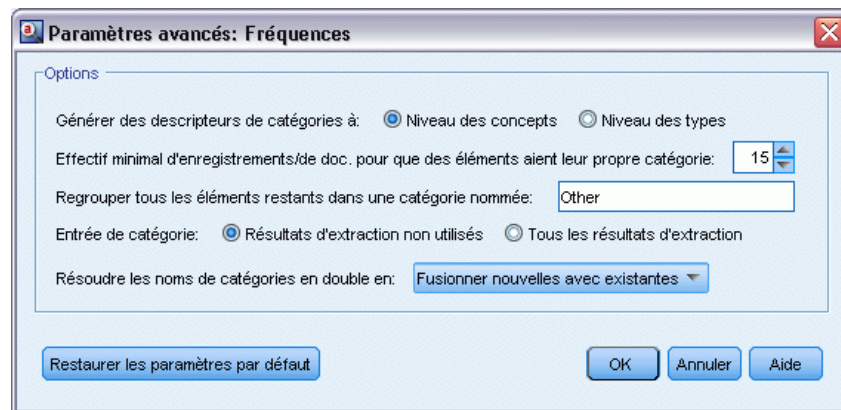 Paramètres avancés: Fréquences
Options
Générer des descripteurs de catégories à: Niveau des concepts Niveau des types
Effectif minimal d'enregistrements/de doc. pour que des éléments aient leur propre catégorie: 15
Regrouper tous les éléments restants dans une catégorie nommée: Other
Entrée de catégorie: Résultats d'extraction non utilisés Tous les résultats d'extraction
Résoudre les noms de catégories en double en: Fusionner nouvelles avec existantes
Restaurer les paramètres par défaut OK Annuler Aide